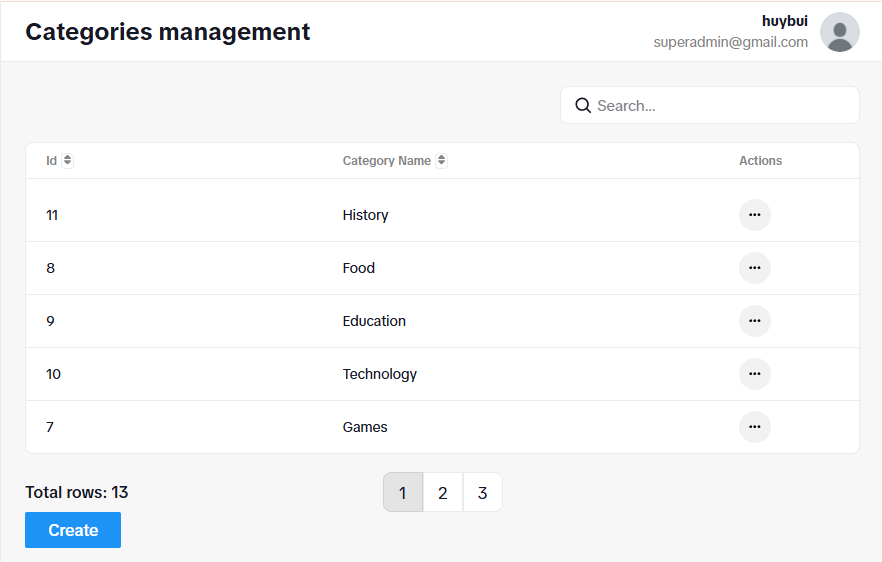 Categories management
huybui
superadmin@gmail.com
Search...
Id Category Name Actions
11 History ...
8 Food ...
9 Education ...
10 Technology ...
7 Games ...
Total rows: 13
1 2 3
Create